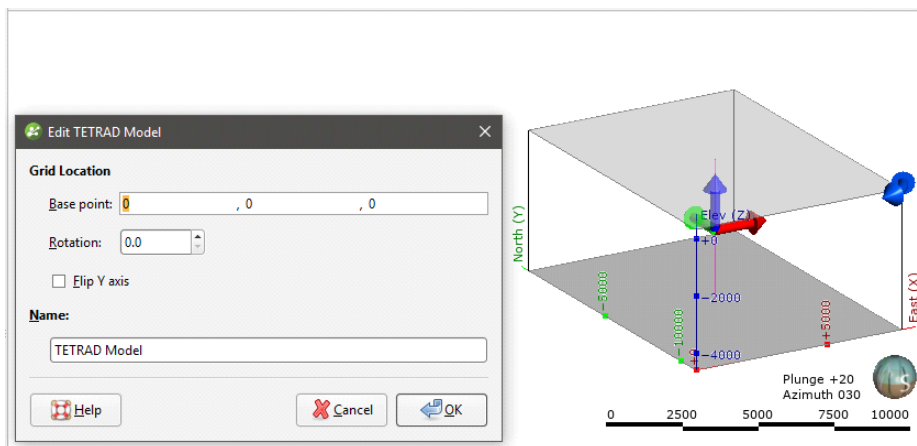 Edit TETRAD Model
Grid Location
Base point: 0 , 0 , 0
Rotation: 0.0
Flip Y axis
Name:
TETRAD Model
Help
Cancel
OK
North (Y)
Elev (Z)
+0
-2000
-4000
-5000
-10000
+0
+5000
East (X)
Plunge +20
Azimuth 030
S
0 2500 5000 7500 10000